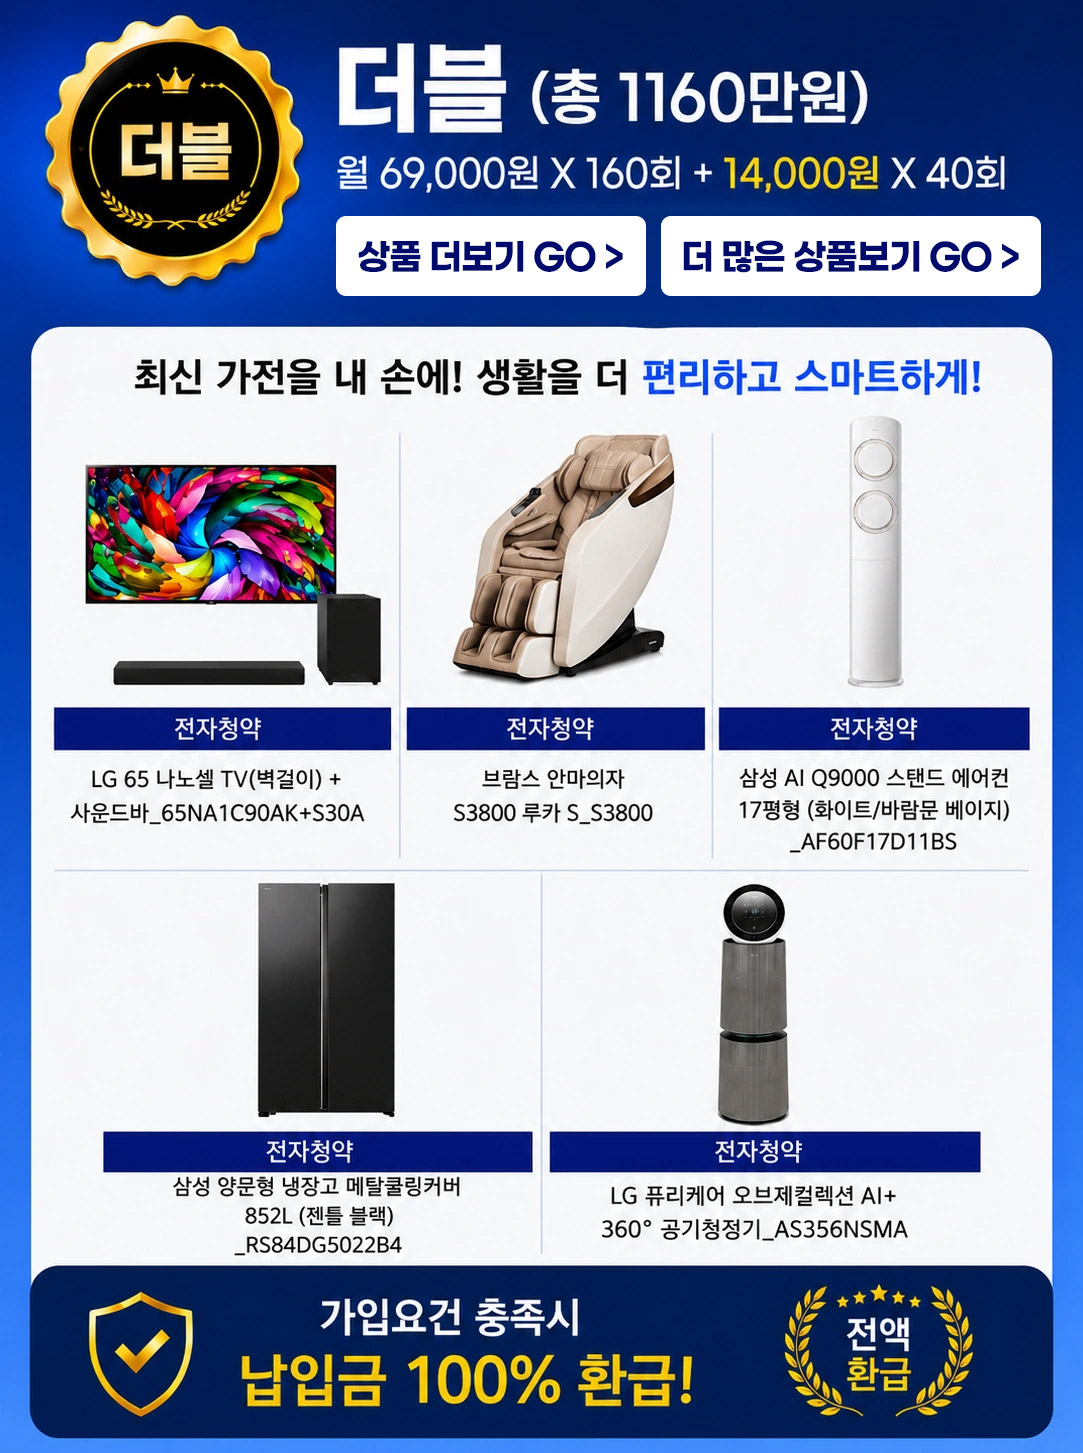 더블
더블 (총 1160만원)
월 69,000원 X 160회 + 14,000원 X 40회
상품 더보기 GO >
더 많은 상품보기 GO >
최신 가전을 내 손에! 생활을 더 편리하고 스마트하게!
전자청약
LG 65 나노셀 TV(벽걸이) +
사운드바_65NA1C90AK+S30A
전자청약
브람스 안마의자
S3800 루카 S_S3800
전자청약
삼성 AI Q9000 스탠드 에어컨
17평형 (화이트/바람문 베이지)
_AF60F17D11BS
전자청약
삼성 양문형 냉장고 메탈쿨링커버
852L (젠틀 블랙)
_RS84DG5022B4
전자청약
LG 퓨리케어 오브제컬렉션 AI+
360° 공기청정기_AS356NSMA
가입요건 충족시
납입금 100% 환급!
전액
환급